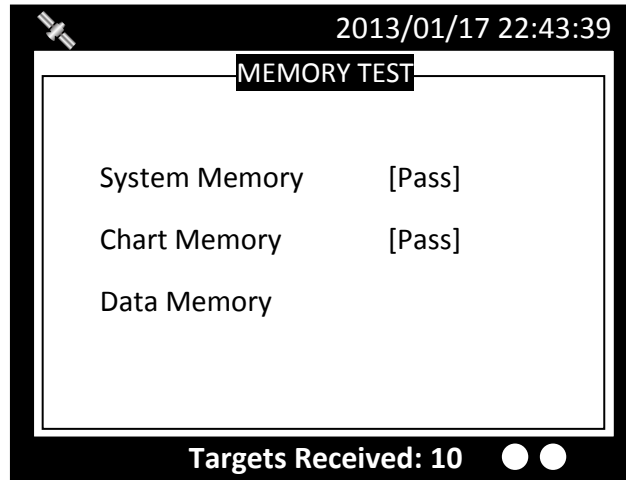 2013/01/17 22:43:39
MEMORY TEST
System Memory [Pass]
Chart Memory [Pass]
Data Memory
Targets Received: 10